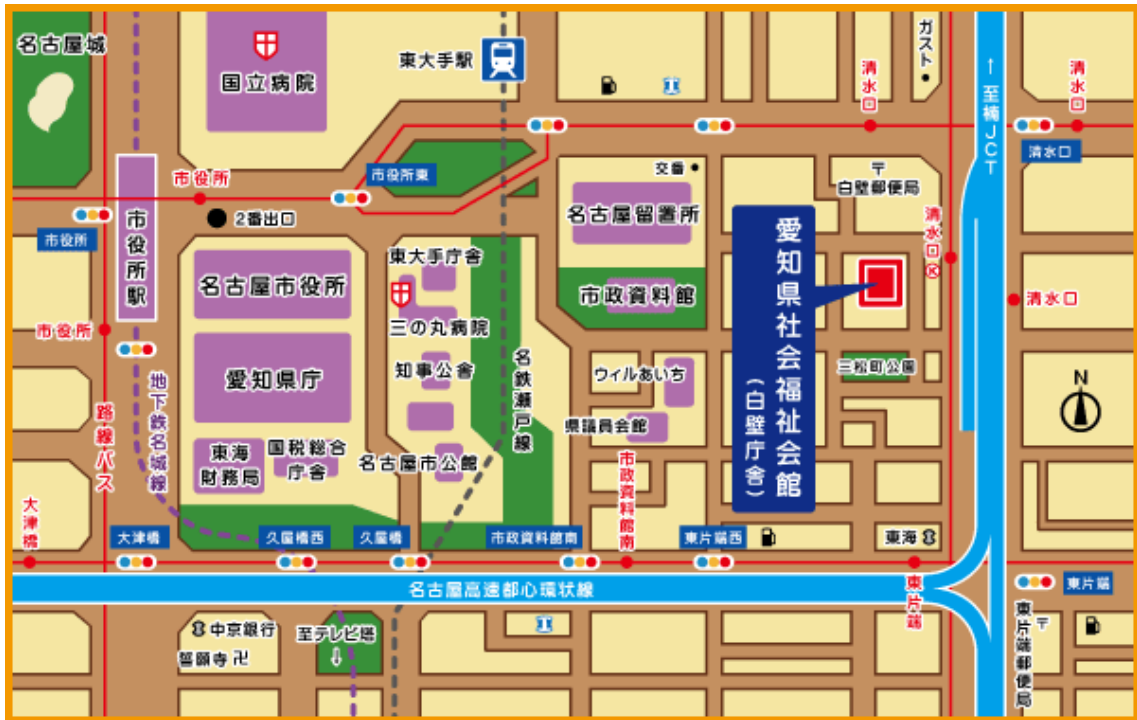 名古屋城
国立病院
東大手駅
ガスト
清水口
清水口
↑至楠JCT
市役所
市役所東
清水口
交番
〒
白壁郵便局
市役所
2番出口
市役所駅
名古屋留置所
愛知県社会福祉会館
(白壁庁舎)
清水口Ⓚ
東大手庁舎
名古屋市役所
市政資料館
清水口
三の丸病院
市役所
知事公舎
愛知県庁
名鉄瀬戸線
ウィルあいち
三松町公園
N
地下鉄名城線
路線バス
県議員会館
東海
財務局
国税総合
庁舎
名古屋市公館
市政資料館南
大津橋
大津橋
久屋橋西
久屋橋
市政資料館南
東片端西
東海
名古屋高速都心環状線
東片端
東片端
東片端郵便局
〒
中京銀行
誓願寺卍
至テレビ塔
⇩